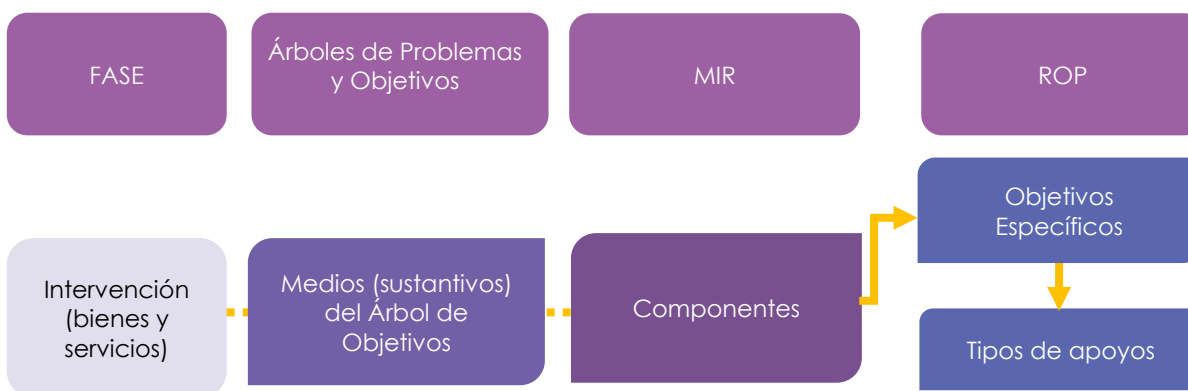 FASE
Árboles de Problemas
y Objetivos
MIR
ROP
Intervención
(bienes y
servicios)
Medios (sustantivos)
del Árbol de
Objetivos
Componentes
Objetivos
Específicos
Tipos de apoyos